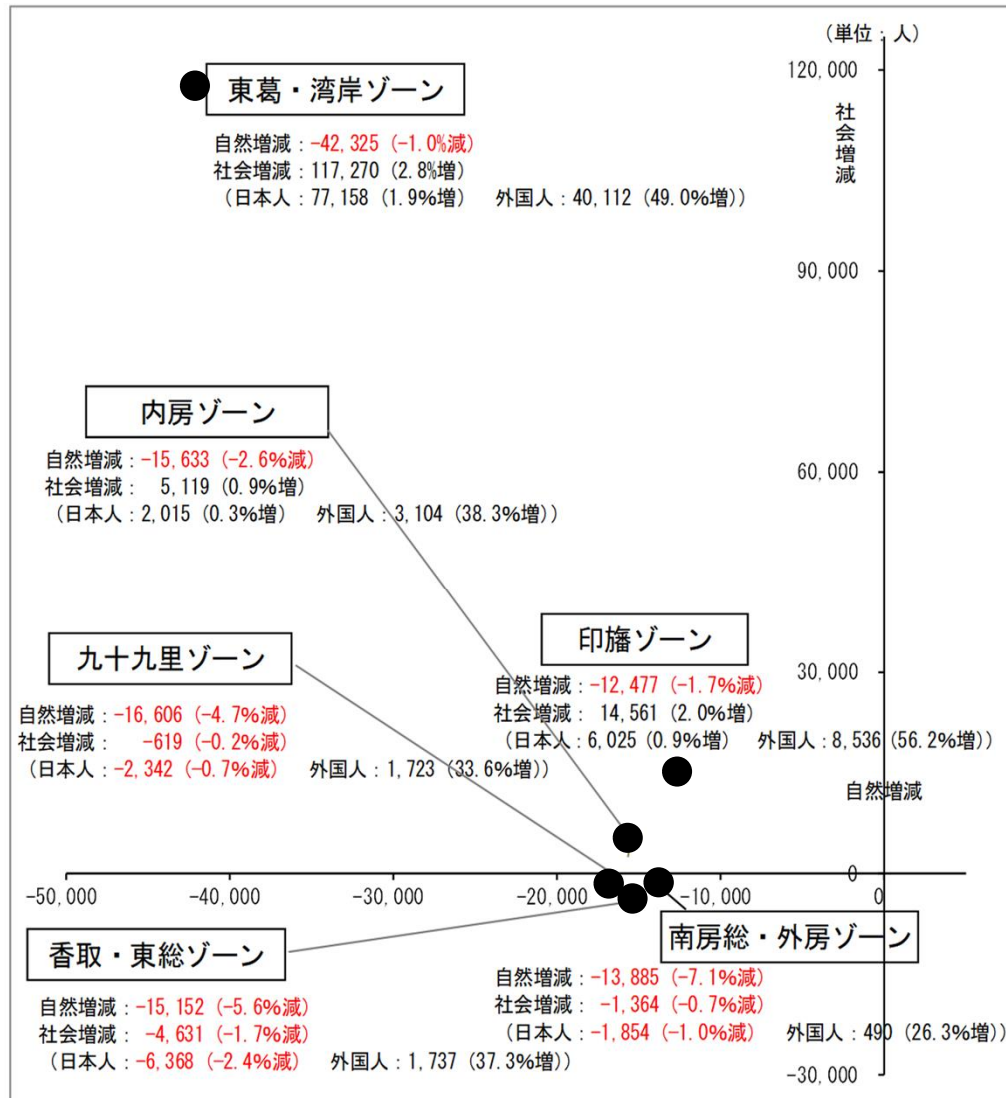 （単位：人）
120,000
社会増減
東葛・湾岸ゾーン
自然増減：-42,325（-1.0%減）
社会増減：117,270（2.8%増）
（日本人：77,158（1.9%増）　外国人：40,112（49.0%増））
90,000
内房ゾーン
自然増減：-15,633（-2.6%減）
社会増減：　5,119（0.9%増）
（日本人：2,015（0.3%増）　外国人：3,104（38.3%増））
60,000
印旛ゾーン
自然増減：-12,477（-1.7%減）
社会増減：　14,561（2.0%増）
（日本人：6,025（0.9%増）　外国人：8,536（56.2%増））
30,000
九十九里ゾーン
自然増減：-16,606（-4.7%減）
社会増減：　-619（-0.2%減）
（日本人：-2,342（-0.7%減）　外国人：1,723（33.6%増））
自然増減
0
-50,000　-40,000　-30,000　-20,000　-10,000　0
香取・東総ゾーン
自然増減：-15,152（-5.6%減）
社会増減：-4,631（-1.7%減）
（日本人：-6,368（-2.4%減）　外国人：1,737（37.3%増））
南房総・外房ゾーン
自然増減：-13,885（-7.1%減）
社会増減：　-1,364（-0.7%減）
（日本人：-1,854（-1.0%減）　外国人：490（26.3%増））
-30,000